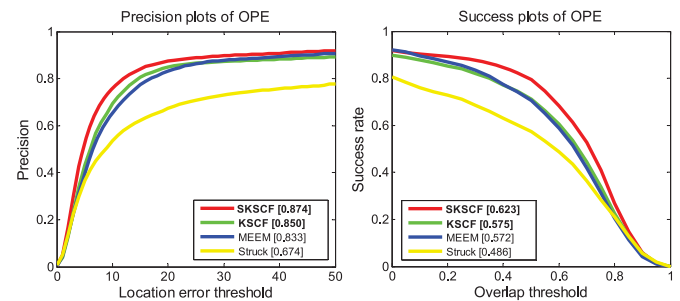 Precision plots of OPE
1
0.8
0.6
0.4
0.2
0
Precision
0 10 20 30 40 50
Location error threshold
SKSCF [0.874]
KSCF [0.850]
MEEM [0.833]
Struck [0.674]
Success plots of OPE
1
0.8
0.6
0.4
0.2
0
Success rate
0 0.2 0.4 0.6 0.8 1
Overlap threshold
SKSCF [0.623]
KSCF [0.575]
MEEM [0.572]
Struck [0.486]